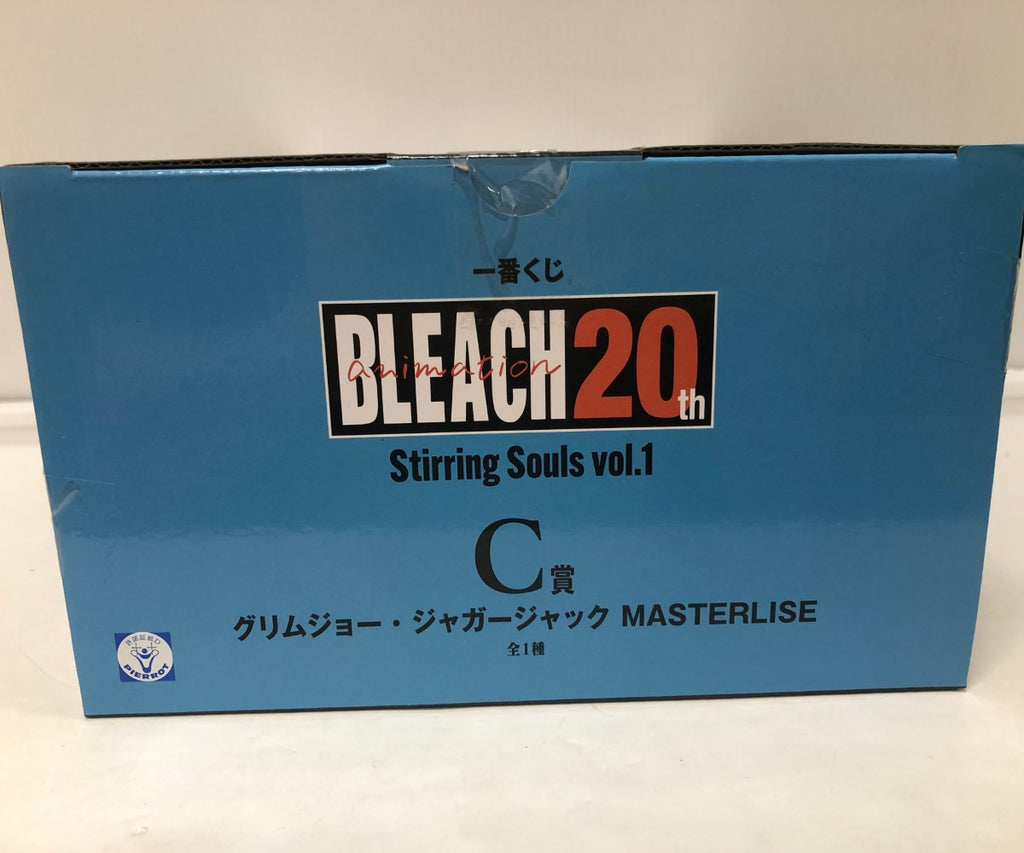 一番くじ
BLEACH 20th
animation
Stirring Souls vol.1
C賞
グリムジョー・ジャガージャック MASTERLISE
全1種
PIERROT